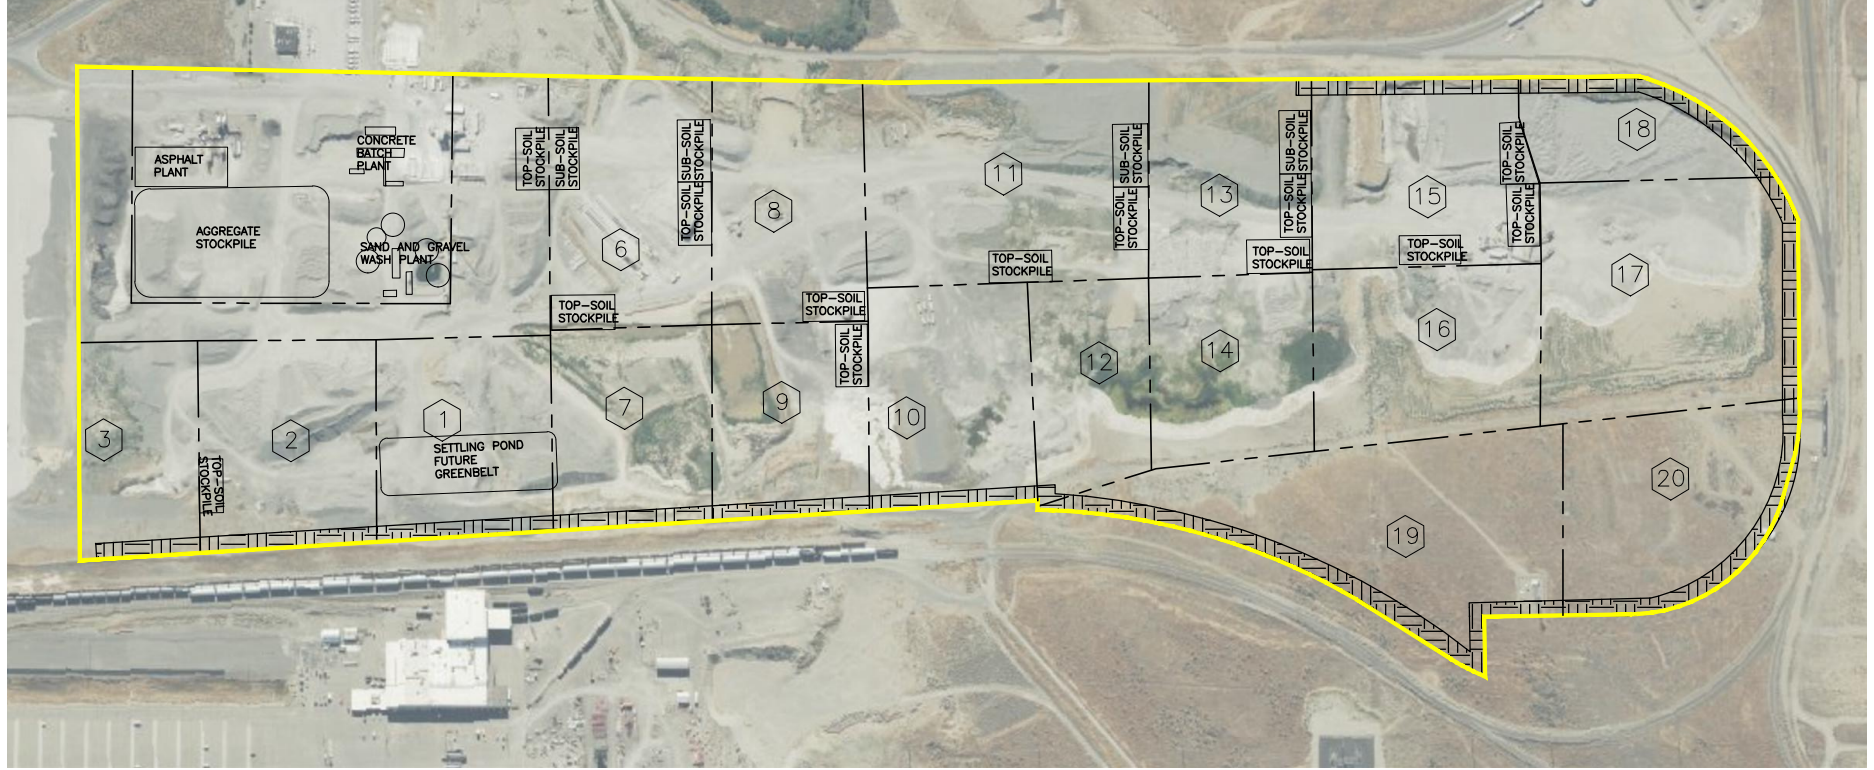 ASPHALT
PLANT
CONCRETE
BATCH
PLANT
AGGREGATE
STOCKPILE
SAND AND GRAVEL
WASH PLANT
TOP-SOIL
STOCKPILE
SUB-SOIL
STOCKPILE
SUB-SOIL
STOCKPILE
TOP-SOIL
STOCKPILE
6
8
11
SUB-SOIL
STOCKPILE
TOP-SOIL
STOCKPILE
13
SUB-SOIL
STOCKPILE
TOP-SOIL
STOCKPILE
15
TOP-SOIL
STOCKPILE
TOP-SOIL
STOCKPILE
18
TOP-SOIL
STOCKPILE
TOP-SOIL
STOCKPILE
TOP-SOIL
STOCKPILE
17
TOP-SOIL
STOCKPILE
TOP-SOIL
STOCKPILE
TOP-SOIL
STOCKPILE
12
14
16
3
2
1
7
9
10
SETTLING POND
FUTURE
GREENBELT
TOP-SOIL
STOCKPILE
19
20